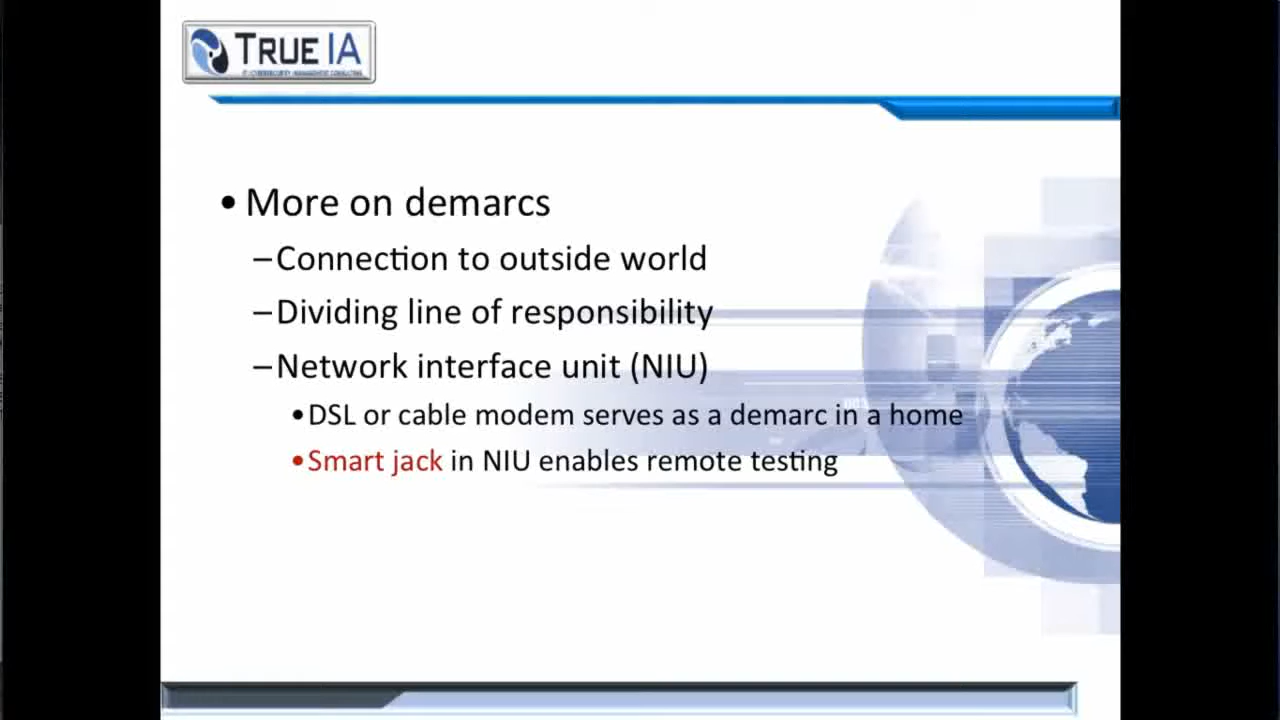 TRUE IA
• More on demarcs
–Connection to outside world
–Dividing line of responsibility
–Network interface unit (NIU)
•DSL or cable modem serves as a demarc in a home
•Smart jack in NIU enables remote testing